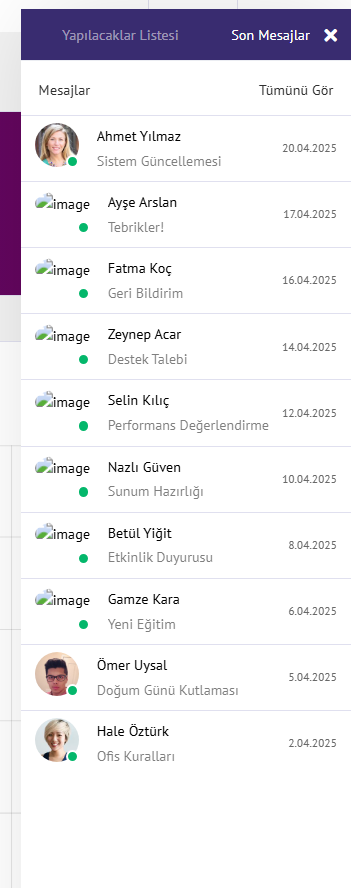 Yapılacaklar Listesi Son Mesajlar
Mesajlar Tümünü Gör
Ahmet Yılmaz
Sistem Güncellemesi
20.04.2025
image
Ayşe Arslan
Tebrikler!
17.04.2025
image
Fatma Koç
Geri Bildirim
16.04.2025
image
Zeynep Acar
Destek Talebi
14.04.2025
image
Selin Kılıç
Performans Değerlendirme
12.04.2025
image
Nazlı Güven
Sunum Hazırlığı
10.04.2025
image
Betül Yiğit
Etkinlik Duyurusu
8.04.2025
image
Gamze Kara
Yeni Eğitim
6.04.2025
Ömer Uysal
Doğum Günü Kutlaması
5.04.2025
Hale Öztürk
Ofis Kuralları
2.04.2025